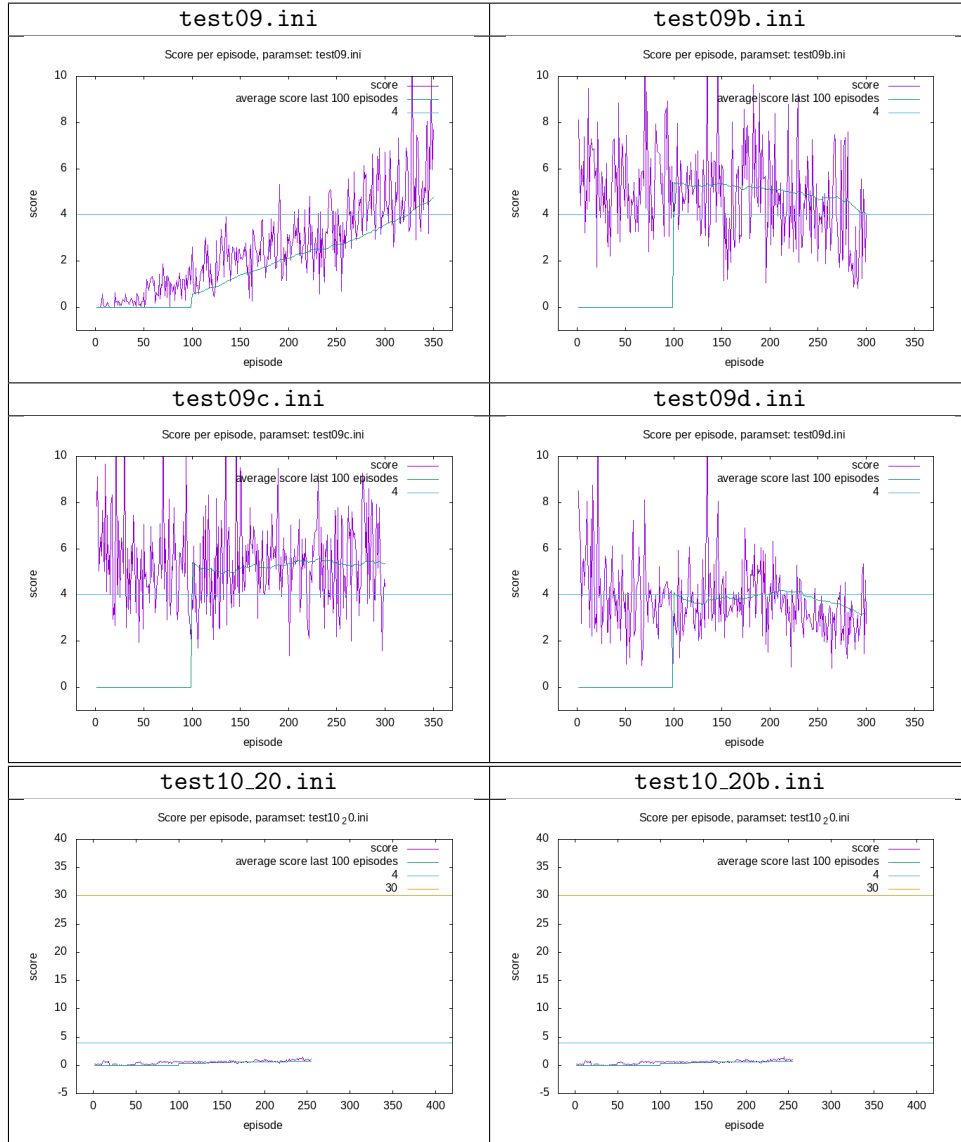 test09.ini
test09b.ini
Score per episode, paramset: test09.ini
score
average score last 100 episodes
4
10
8
6
4
2
0
score
0 50 100 150 200 250 300 350
episode
Score per episode, paramset: test09b.ini
score
average score last 100 episodes
4
10
8
6
4
2
0
score
0 50 100 150 200 250 300 350
episode
test09c.ini
test09d.ini
Score per episode, paramset: test09c.ini
score
average score last 100 episodes
4
10
8
6
4
2
0
score
0 50 100 150 200 250 300 350
episode
Score per episode, paramset: test09d.ini
score
average score last 100 episodes
4
10
8
6
4
2
0
score
0 50 100 150 200 250 300 350
episode
test10_20.ini
test10_20b.ini
Score per episode, paramset: test10₂0.ini
score
average score last 100 episodes
4
30
40
35
30
25
20
15
10
5
0
-5
score
0 50 100 150 200 250 300 350 400
episode
Score per episode, paramset: test10₂0.ini
score
average score last 100 episodes
4
30
40
35
30
25
20
15
10
5
0
-5
score
0 50 100 150 200 250 300 350 400
episode